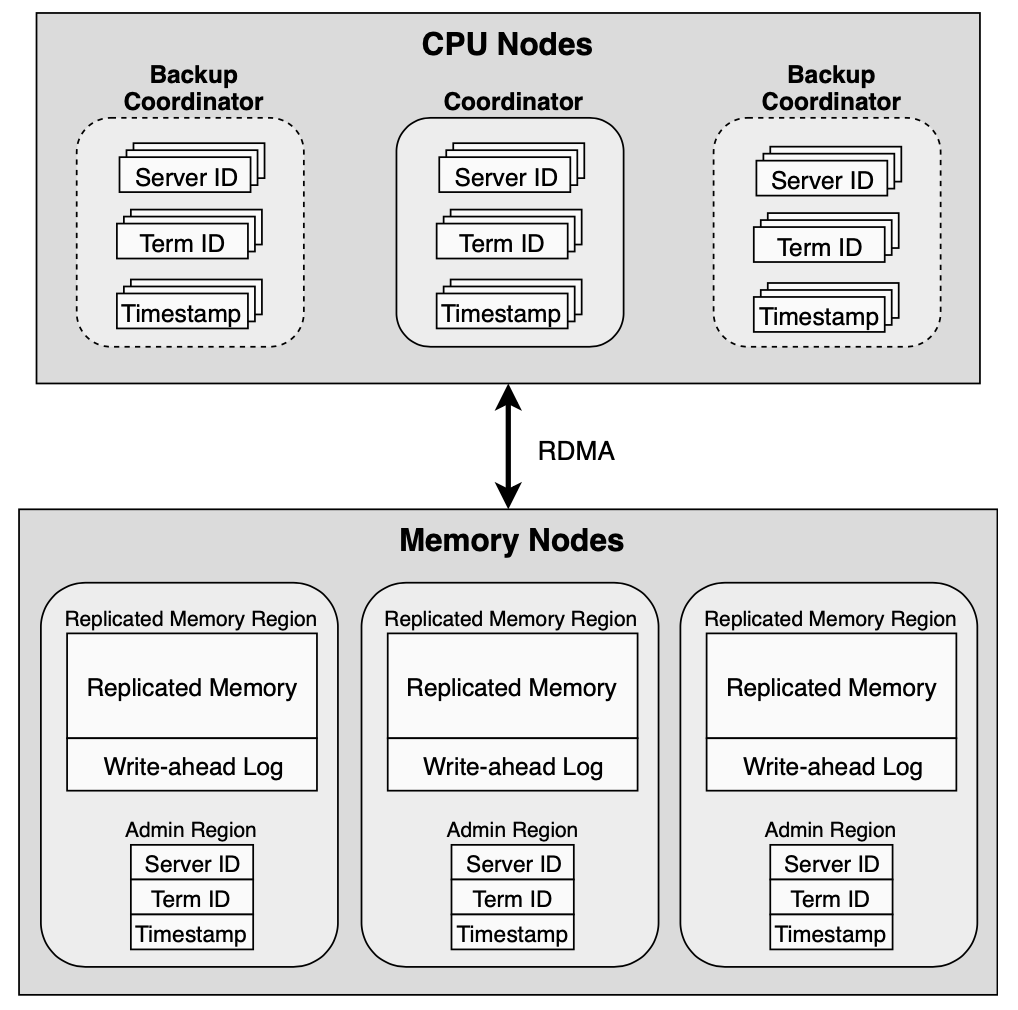 CPU Nodes
Backup
Coordinator
Server ID
Term ID
Timestamp
Coordinator
Server ID
Term ID
Timestamp
Backup
Coordinator
Server ID
Term ID
Timestamp
RDMA
Memory Nodes
Replicated Memory Region
Replicated Memory
Write-ahead Log
Admin Region
Server ID
Term ID
Timestamp
Replicated Memory Region
Replicated Memory
Write-ahead Log
Admin Region
Server ID
Term ID
Timestamp
Replicated Memory Region
Replicated Memory
Write-ahead Log
Admin Region
Server ID
Term ID
Timestamp